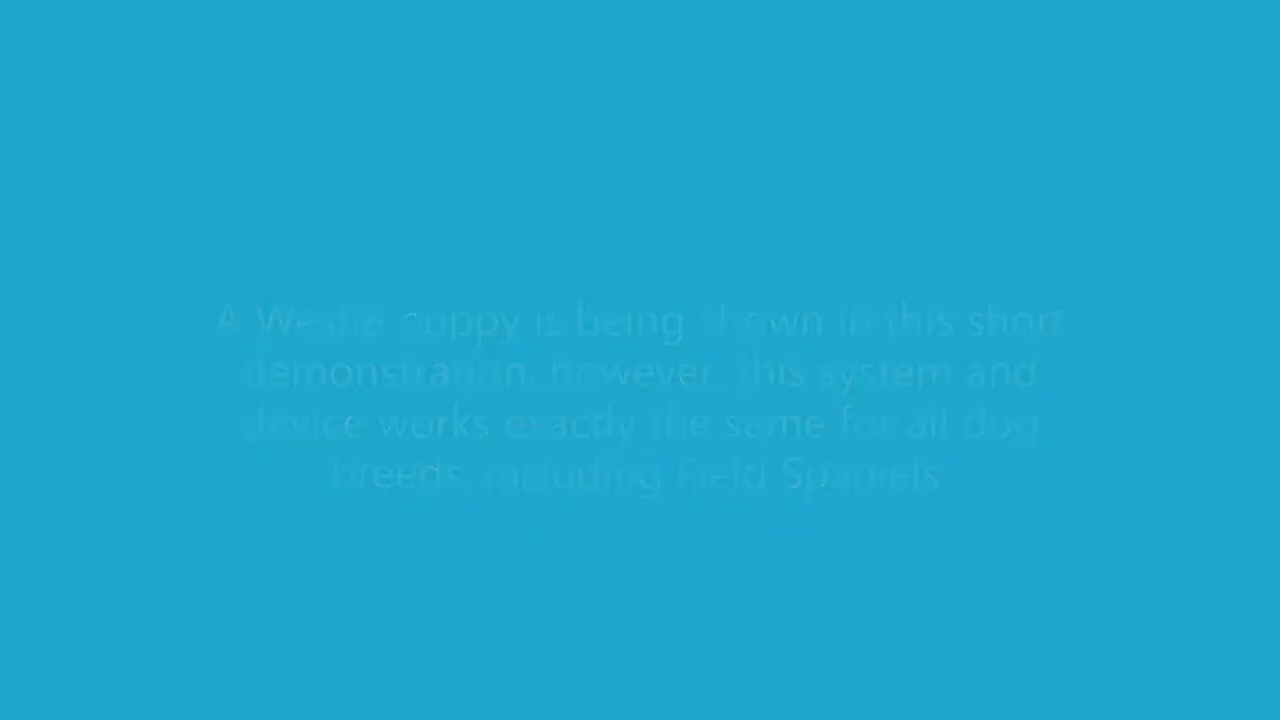 A Westie puppy is being shown in this short
demonstration, however, this system and
device works exactly the same for all dog
breeds, including Field Spaniels